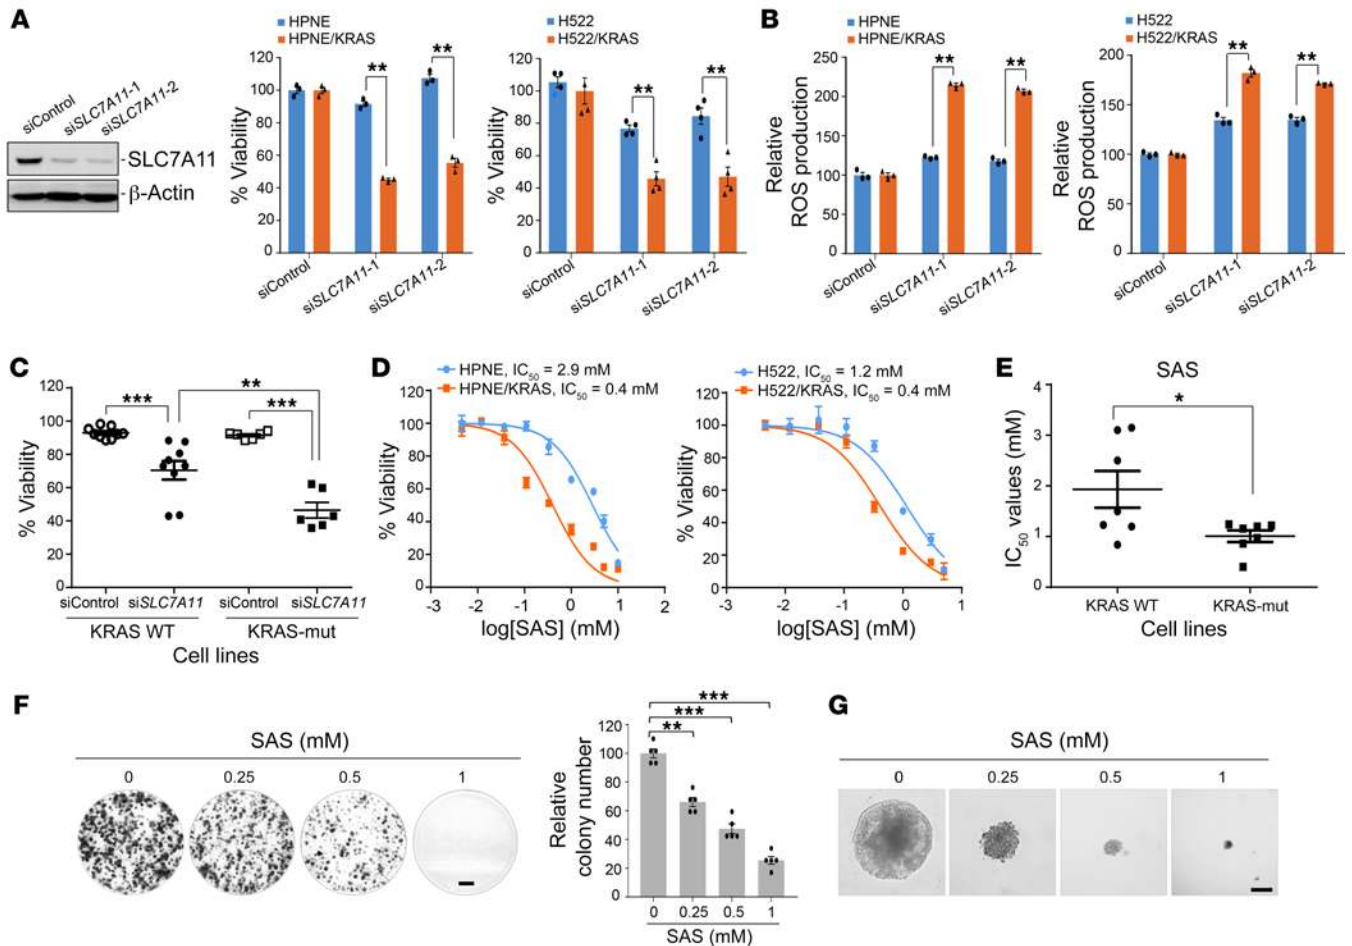 A
siControl
siSLC7A11-1
siSLC7A11-2
-SLC7A11
-β-Actin
HPNE
HPNE/KRAS
% Viability
120
100
80
60
40
20
0
** **
siControl
siSLC7A11-1
siSLC7A11-2
H522
H522/KRAS
% Viability
120
100
80
60
40
20
0
** **
siControl
siSLC7A11-1
siSLC7A11-2
B
HPNE
HPNE/KRAS
Relative
ROS production
250
200
150
100
50
0
** **
siControl
siSLC7A11-1
siSLC7A11-2
H522
H522/KRAS
Relative
ROS production
200
150
100
50
0
** **
siControl
siSLC7A11-1
siSLC7A11-2
C
% Viability
120
100
80
60
40
20
0
**
*** ***
siControl siSLC7A11 siControl siSLC7A11
KRAS WT KRAS-mut
Cell lines
D
HPNE, IC50 = 2.9 mM
HPNE/KRAS, IC50 = 0.4 mM
% Viability
120
100
80
60
40
20
0
-3 -2 -1 0 1 2
log[SAS] (mM)
H522, IC50 = 1.2 mM
H522/KRAS, IC50 = 0.4 mM
% Viability
120
100
80
60
40
20
0
-3 -2 -1 0 1
log[SAS] (mM)
E
SAS
IC50 values (mM)
4
3
2
1
0
*
KRAS WT KRAS-mut
Cell lines
F
SAS (mM)
0 0.25 0.5 1
Relative
colony number
120
100
80
60
40
20
0
***
***
**
0 0.25 0.5 1
SAS (mM)
G
SAS (mM)
0 0.25 0.5 1